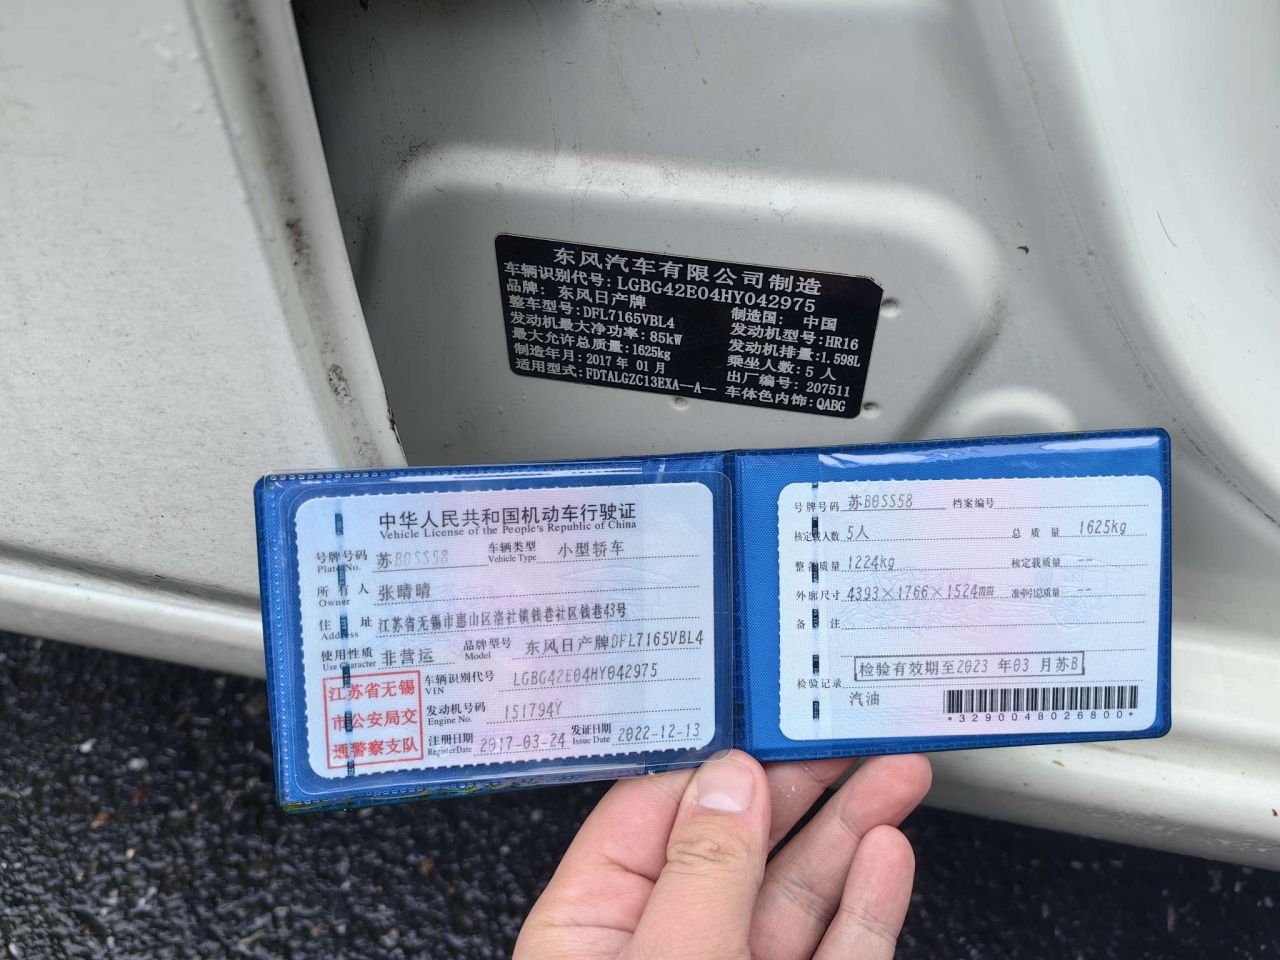 东风汽车有限公司制造
车辆识别代号:LGBG42E04HY042975
品牌: 东风日产牌 制造国: 中国
整车型号:DFL7165VBL4 发动机型号:HR16
发动机最大净功率:85kW 发动机排量:1.598L
最大允许总质量:1625kg 乘坐人数:5 人
制造年月:2017 年 01 月 出厂编号: 207511
适用型式:FDTALGZC13EXA--A-- 车体色内饰:QABG
中华人民共和国机动车行驶证
Vehicle License of the People's Republic of China
号牌号码 苏B0SS58 车辆类型 小型轿车
Plate No. Vehicle Type
所有人 张晴晴
Owner
住址 江苏省无锡市惠山区洛社镇钱巷社区钱巷43号
Address
使用性质 非营运 品牌型号 东风日产牌DFL7165VBL4
Use Character Model
江苏省无锡
市公安局交
通警察支队
车辆识别代号 LGBG42E04HY042975
VIN
发动机号码 151794Y
Engine No.
注册日期 2017-03-24 发证日期 2022-12-13
Register Date Issue Date
号牌号码 苏B0SS58 档案编号
核定载人数 5人 总质量 1625kg
整备质量 1224kg 核定载质量 --
外廓尺寸 4393×1766×1524mm 准牵引总质量 --
备注
检验有效期至2023 年03 月苏B
检验记录
汽油
*3290048026800*